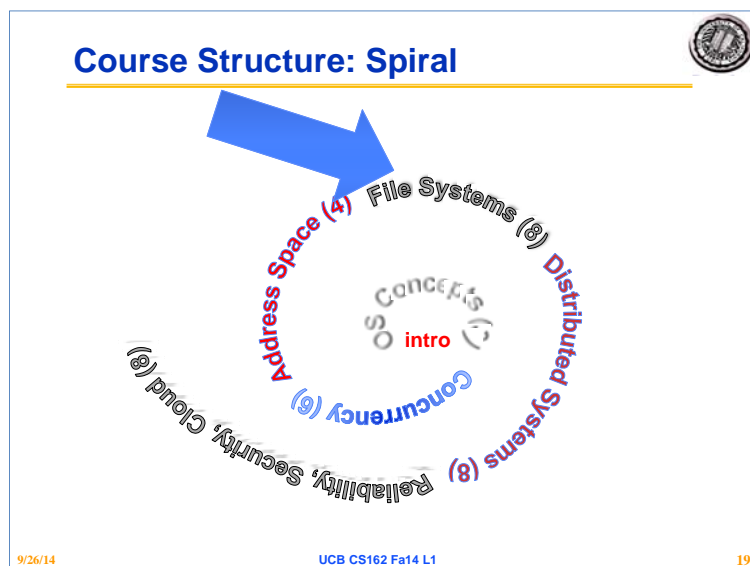 Course Structure: Spiral
intro
OS Concepts
Concurrency (6)
Address Space (4)
File Systems (8)
Distributed Systems (8)
Reliability, Security, Cloud (8)
9/26/14
UCB CS162 Fa14 L1
19